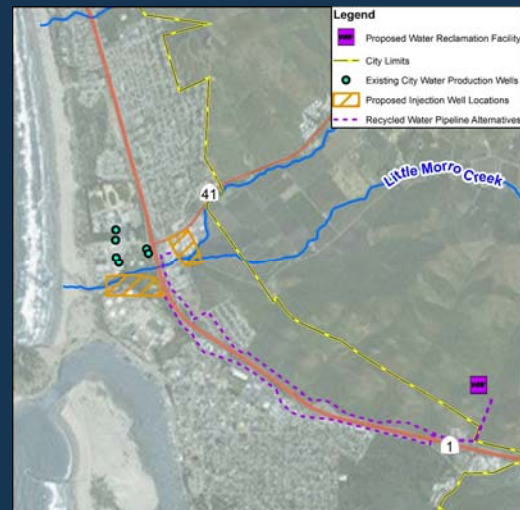 Legend
Proposed Water Reclamation Facility
City Limits
Existing City Water Production Wells
Proposed Injection Well Locations
Recycled Water Pipeline Alternatives
Little Morro Creek
41
1